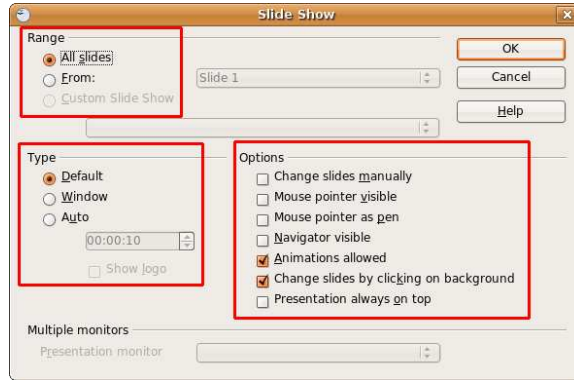 Slide Show
Range
All slides
From:
Slide 1
Custom Slide Show
OK
Cancel
Help
Type
Default
Window
Auto
00:00:10
Show logo
Options
Change slides manually
Mouse pointer visible
Mouse pointer as pen
Navigator visible
Animations allowed
Change slides by clicking on background
Presentation always on top
Multiple monitors
Presentation monitor